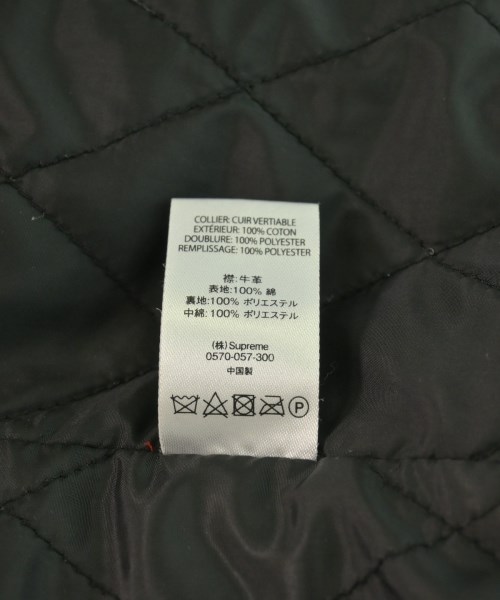 COLLIER: CUIR VERTIABLE
EXTÉRIEUR: 100% COTON
DOUBLURE: 100% POLYESTER
REMPLISSAGE: 100% POLYESTER
襟: 牛革
表地:100% 綿
裏地:100% ポリエステル
中綿: 100% ポリエステル
(株) Supreme
0570-057-300
中国製
P